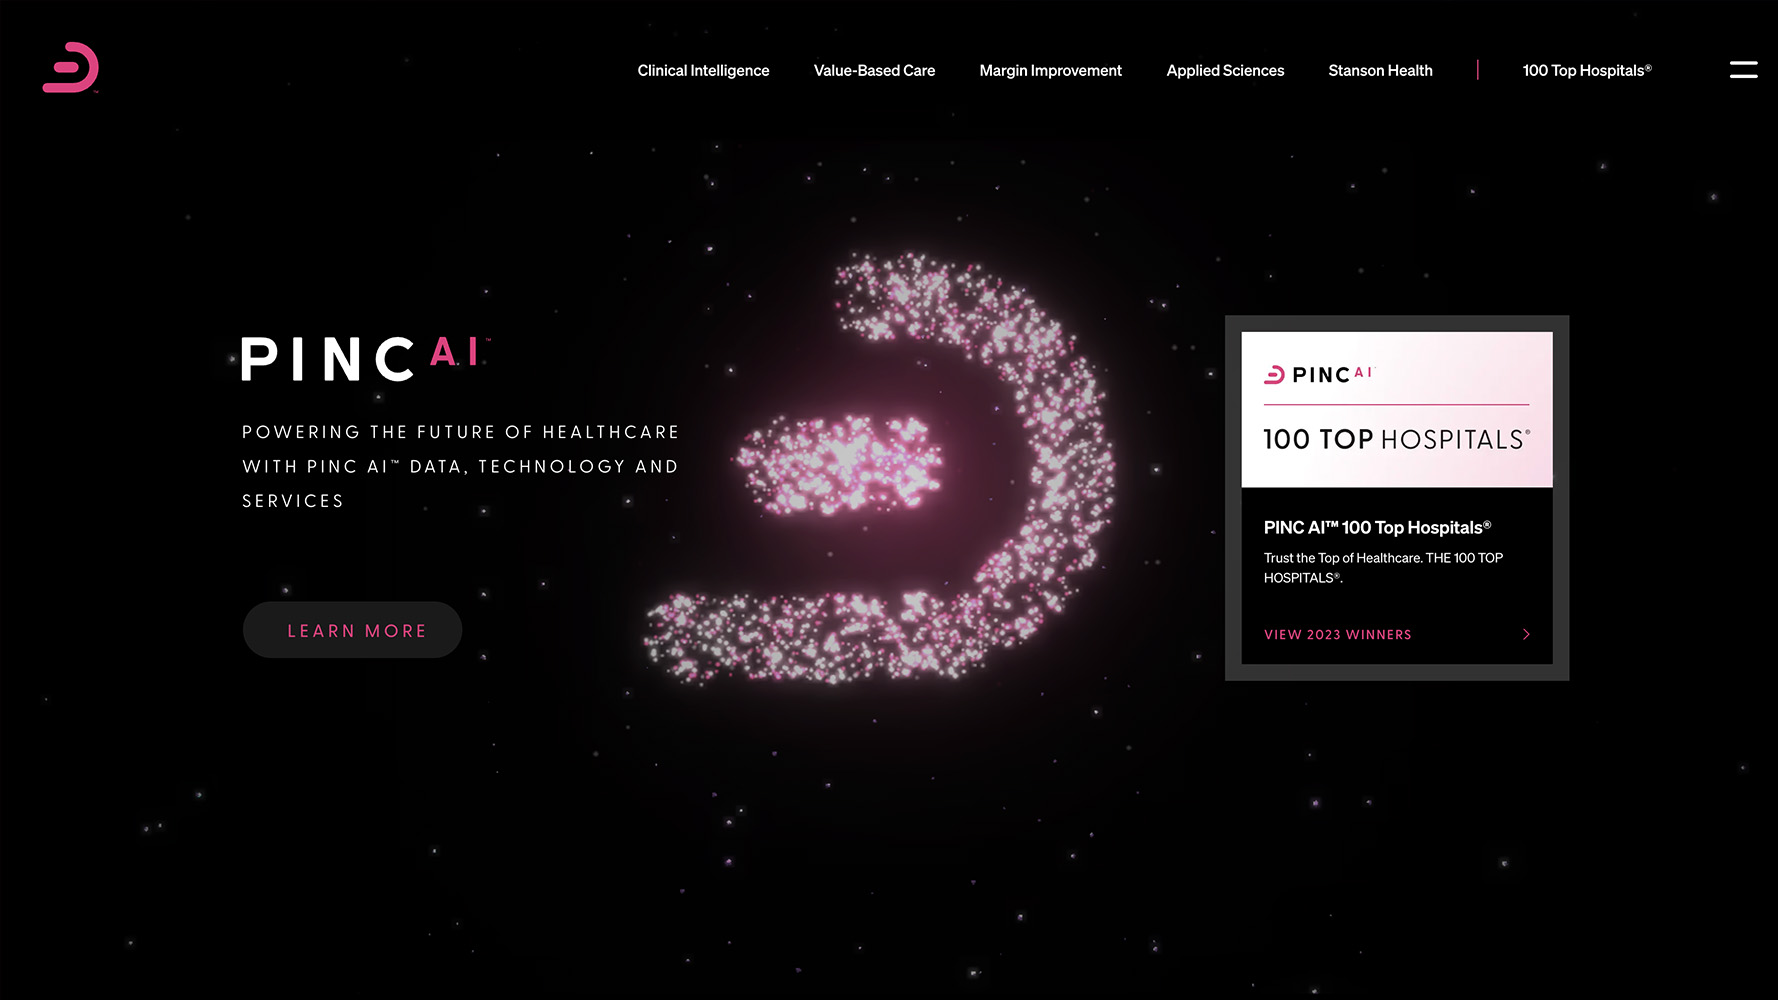 Clinical Intelligence
Value-Based Care
Margin Improvement
Applied Sciences
Stanson Health
100 Top Hospitals®
PINC A.I.™
POWERING THE FUTURE OF HEALTHCARE
WITH PINC AI™ DATA, TECHNOLOGY AND
SERVICES
LEARN MORE
PINC AI
100 TOP HOSPITALS®
PINC AI™ 100 Top Hospitals®
Trust the Top of Healthcare. THE 100 TOP
HOSPITALS®.
VIEW 2023 WINNERS